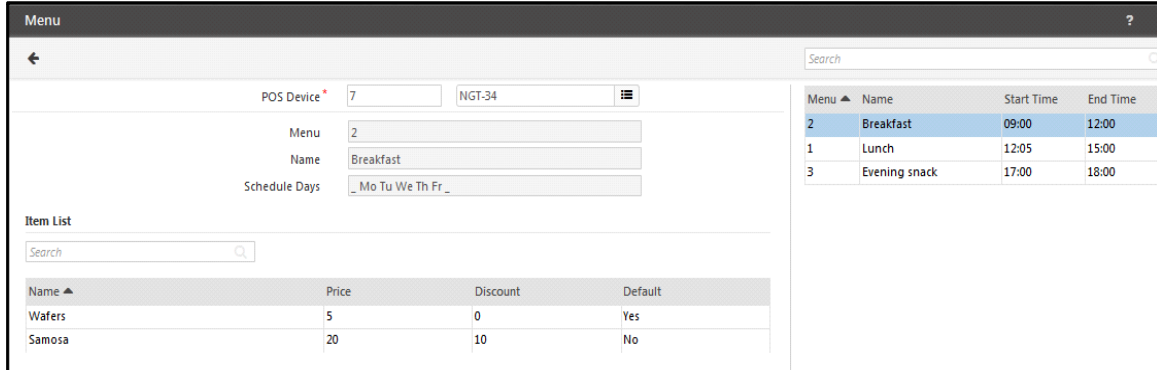 Menu ?
Search
POS Device * 7 NGT-34
Menu 2
Name Breakfast
Schedule Days _ Mo Tu We Th Fr _
Item List
Search
Name Price Discount Default
Wafers 5 0 Yes
Samosa 20 10 No
Menu Name Start Time End Time
2 Breakfast 09:00 12:00
1 Lunch 12:05 15:00
3 Evening snack 17:00 18:00